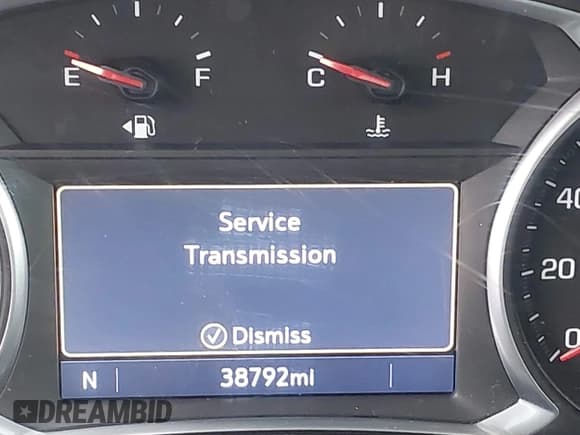 E F C H
Service
Transmission
Dismiss
N 38792mi
40
20
0
DREAMBID